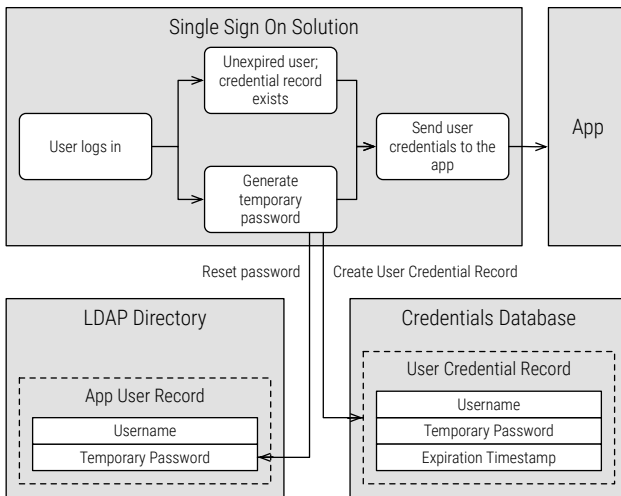 Single Sign On Solution
Unexpired user;
credential record
exists
User logs in
Send user
credentials to the
app
App
Generate
temporary
password
Reset password
Create User Credential Record
LDAP Directory
App User Record
Username
Temporary Password
Credentials Database
User Credential Record
Username
Temporary Password
Expiration Timestamp